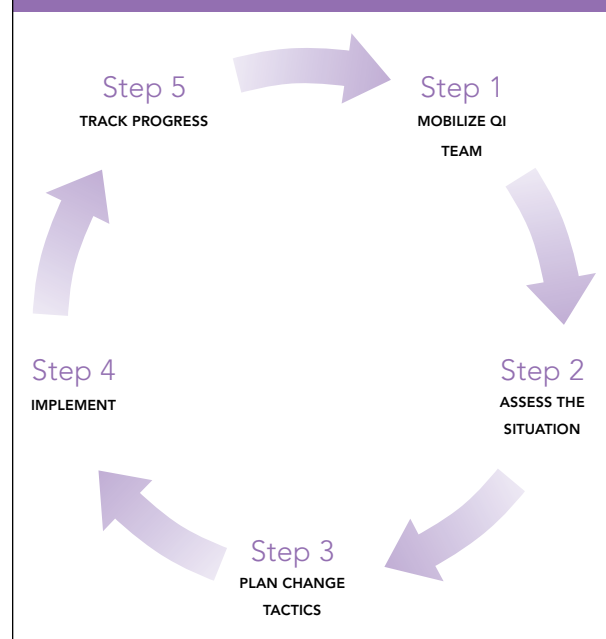 Step 1
MOBILIZE QI
TEAM
Step 2
ASSESS THE
SITUATION
Step 3
PLAN CHANGE
TACTICS
Step 4
IMPLEMENT
Step 5
TRACK PROGRESS